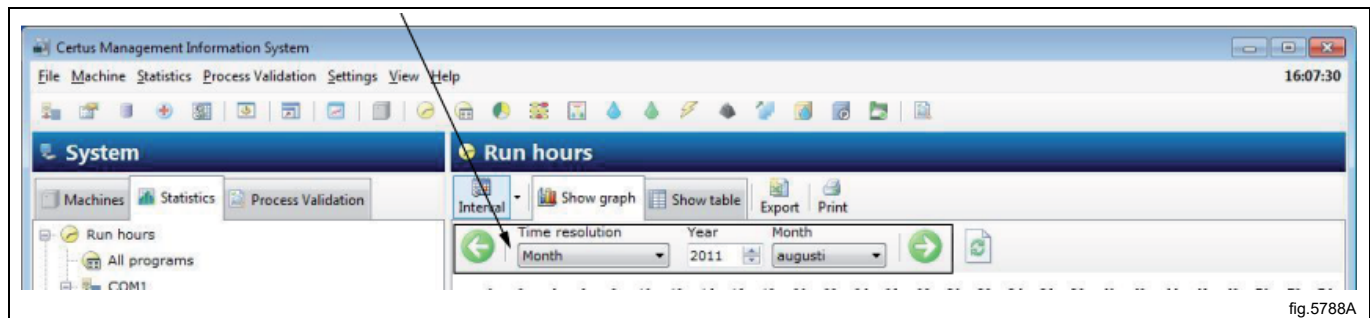 Certus Management Information System
File Machine Statistics Process Validation Settings View Help 16:07:30
System
Run hours
Machines Statistics Process Validation
Interval Show graph Show table Export Print
Run hours
All programs
COM1
Time resolution Year Month
Month 2011 augusti
fig.5788A